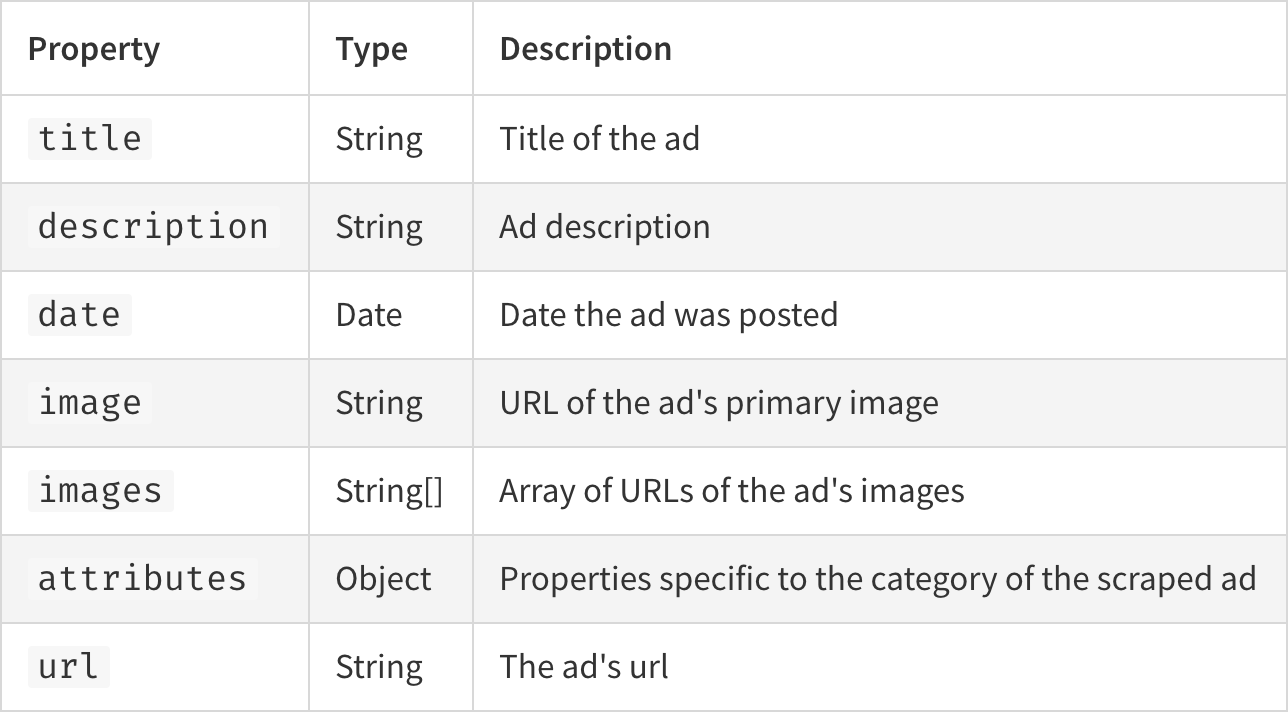 Property Type Description
title String Title of the ad
description String Ad description
date Date Date the ad was posted
image String URL of the ad's primary image
images String[] Array of URLs of the ad's images
attributes Object Properties specific to the category of the scraped ad
url String The ad's url